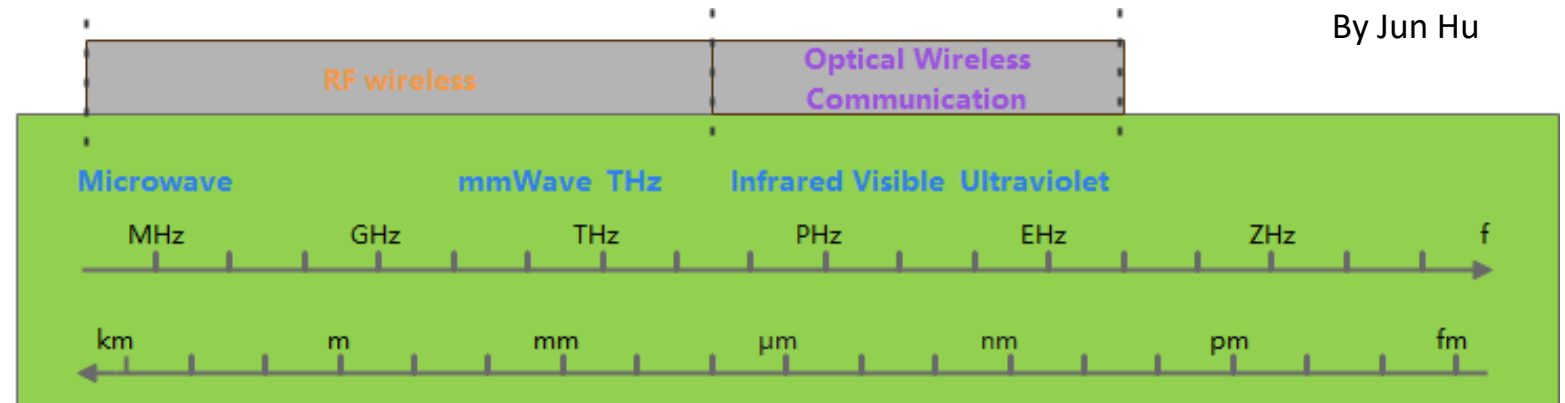 By Jun Hu
RF wireless
Optical Wireless
Communication
Microwave mmWave THz Infrared Visible Ultraviolet
MHz GHz THz PHz EHz ZHz f
km m mm µm nm pm fm